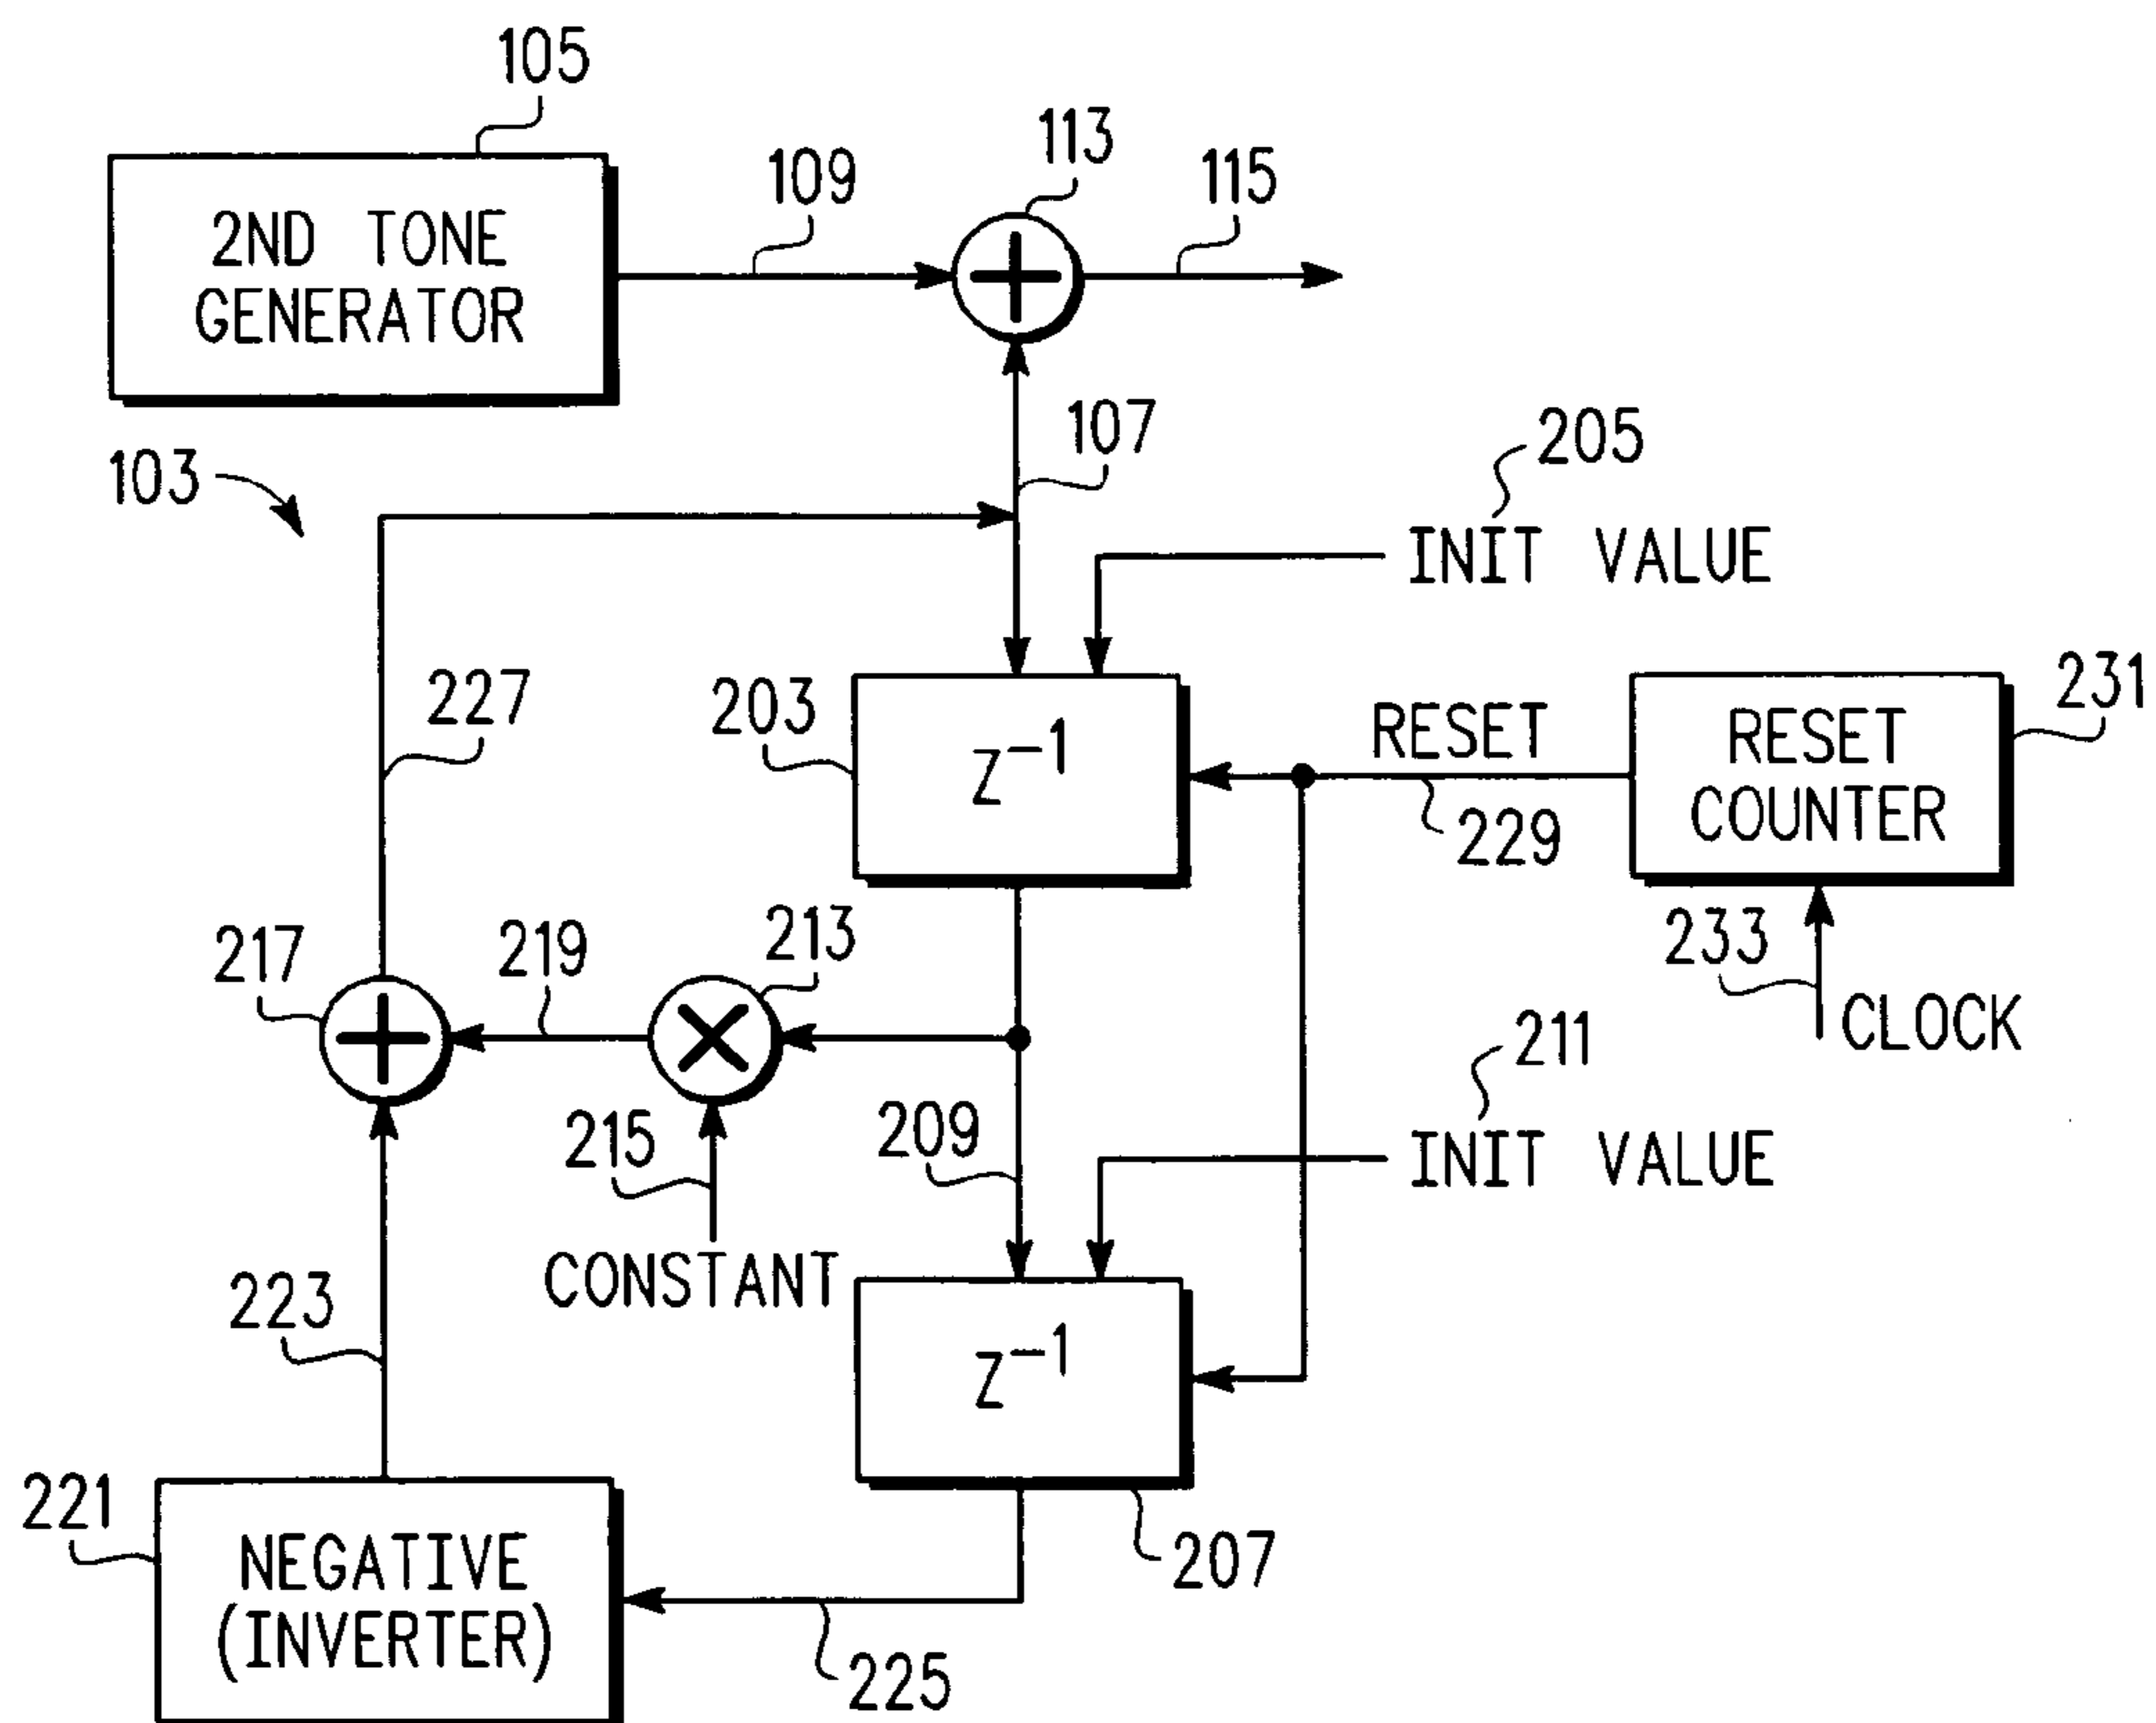 105
2ND TONE
GENERATOR
109
113
115
107
103
205
INIT VALUE
227
203
Z⁻¹
RESET
229
RESET
COUNTER
231
233
CLOCK
217
219
213
215
CONSTANT
209
211
INIT VALUE
223
Z⁻¹
207
221
NEGATIVE
(INVERTER)
225